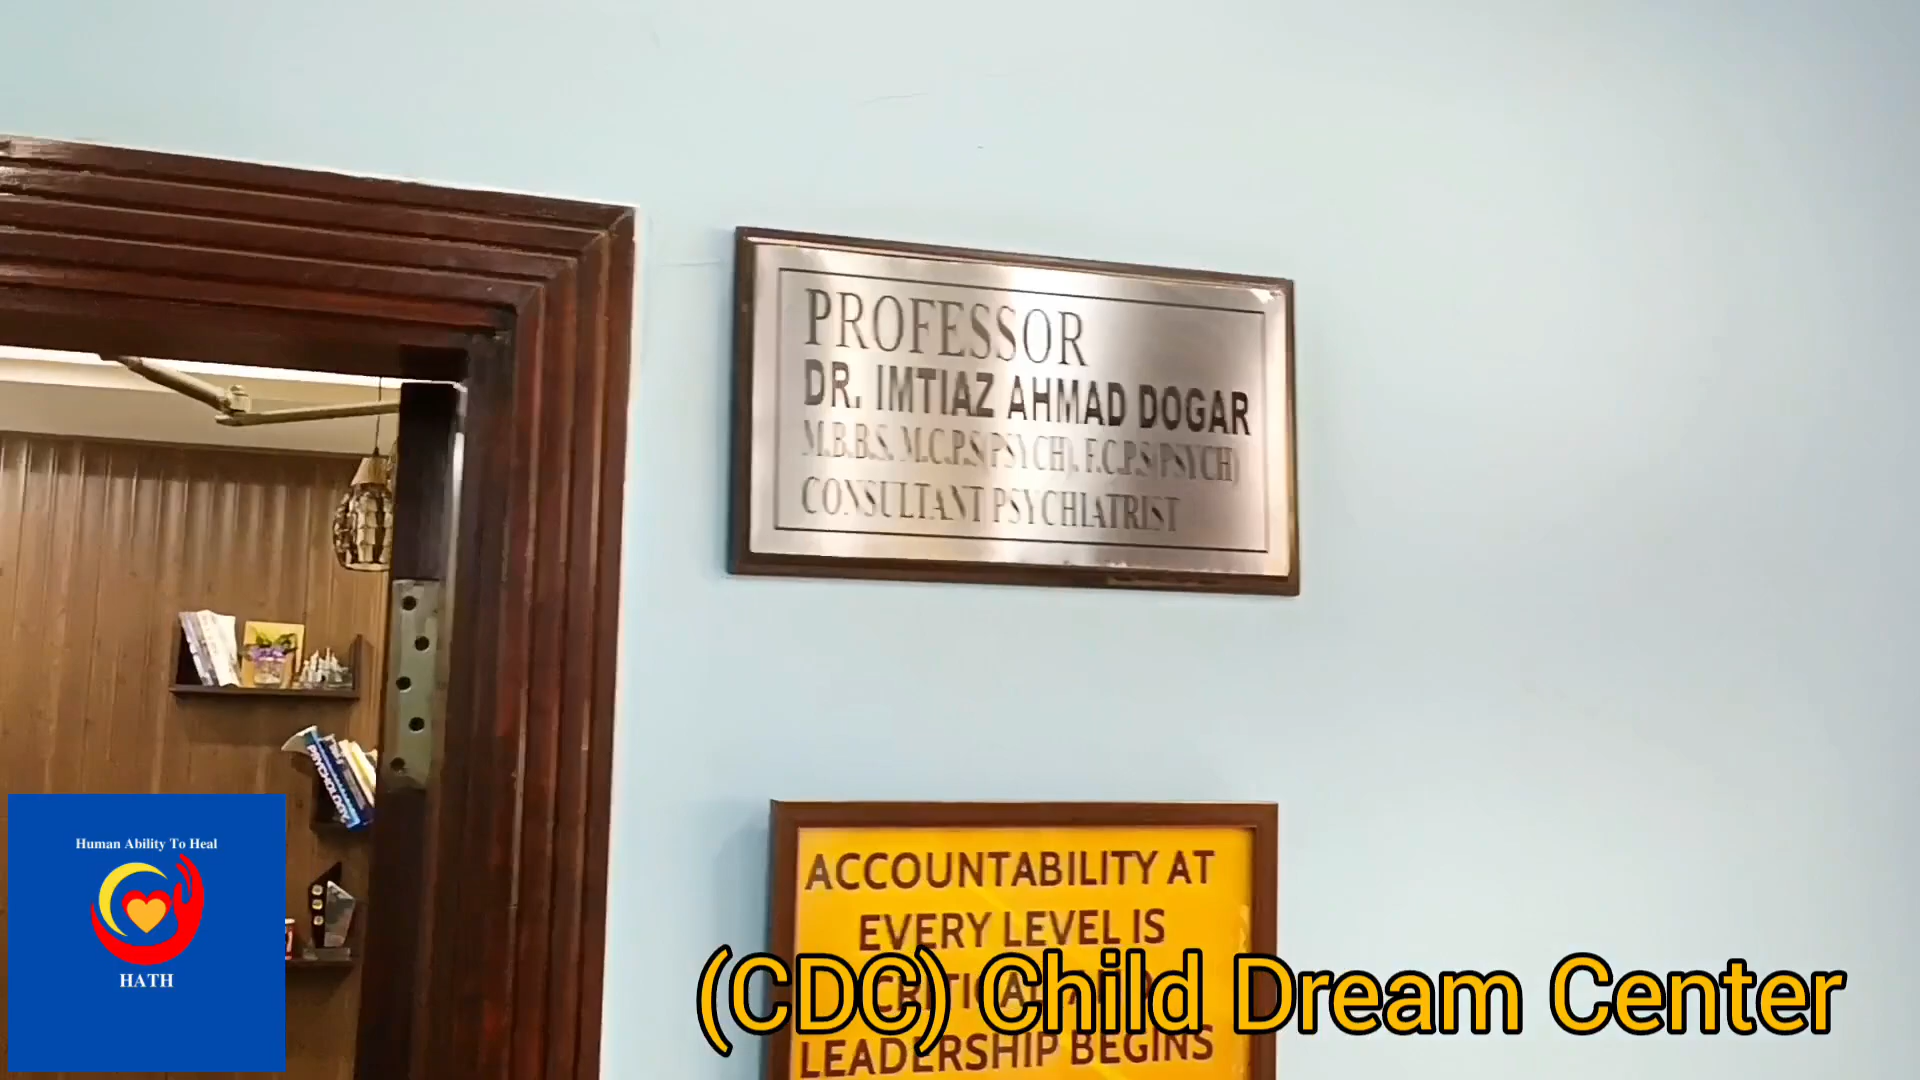 PROFESSOR
DR. IMTIAZ AHMAD DOGAR
M.B.B.S. M.C.P.S(PSYCH). F.C.P.S(PSYCH)
CONSULTANT PSYCHIATRIST
PSYCHOLOGY
ACCOUNTABILITY AT
EVERY LEVEL IS
LEADERSHIP BEGINS
(CDC) Child Dream Center
Human Ability To Heal
HATH